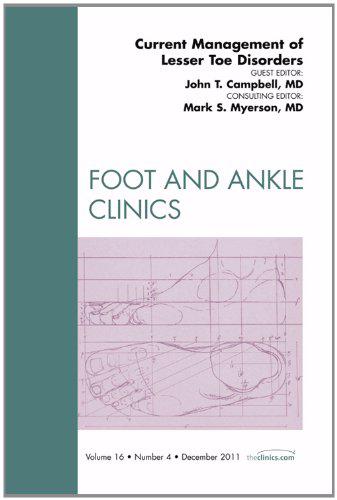 Current Management of
Lesser Toe Disorders
GUEST EDITOR:
John T. Campbell, MD
CONSULTING EDITOR:
Mark S. Myerson, MD
FOOT AND ANKLE
CLINICS
Volume 16 • Number 4 • December 2011
theclinics.com